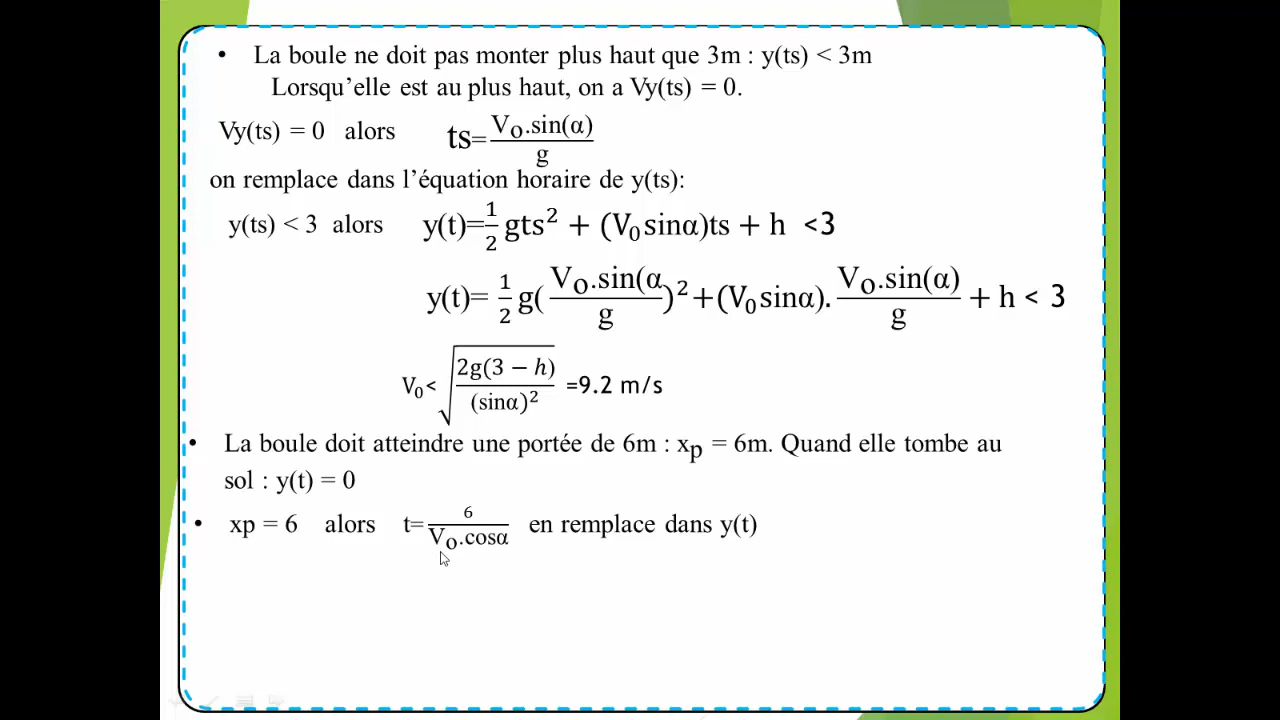 • La boule ne doit pas monter plus haut que 3m : y(ts) < 3m
Lorsqu’elle est au plus haut, on a Vy(ts) = 0.
Vy(ts) = 0 alors ts=V₀.sin(α)/g
on remplace dans l’équation horaire de y(ts):
y(ts) < 3 alors y(t)=½ gts² + (V₀sinα)ts + h <3
y(t)= ½ g(V₀.sin(α/g)²+(V₀sinα).V₀.sin(α)/g + h < 3
V₀< √(2g(3 − h)/(sinα)²) =9.2 m/s
• La boule doit atteindre une portée de 6m : xₚ = 6m. Quand elle tombe au
sol : y(t) = 0
• xp = 6 alors t=6/V₀.cosα en remplace dans y(t)